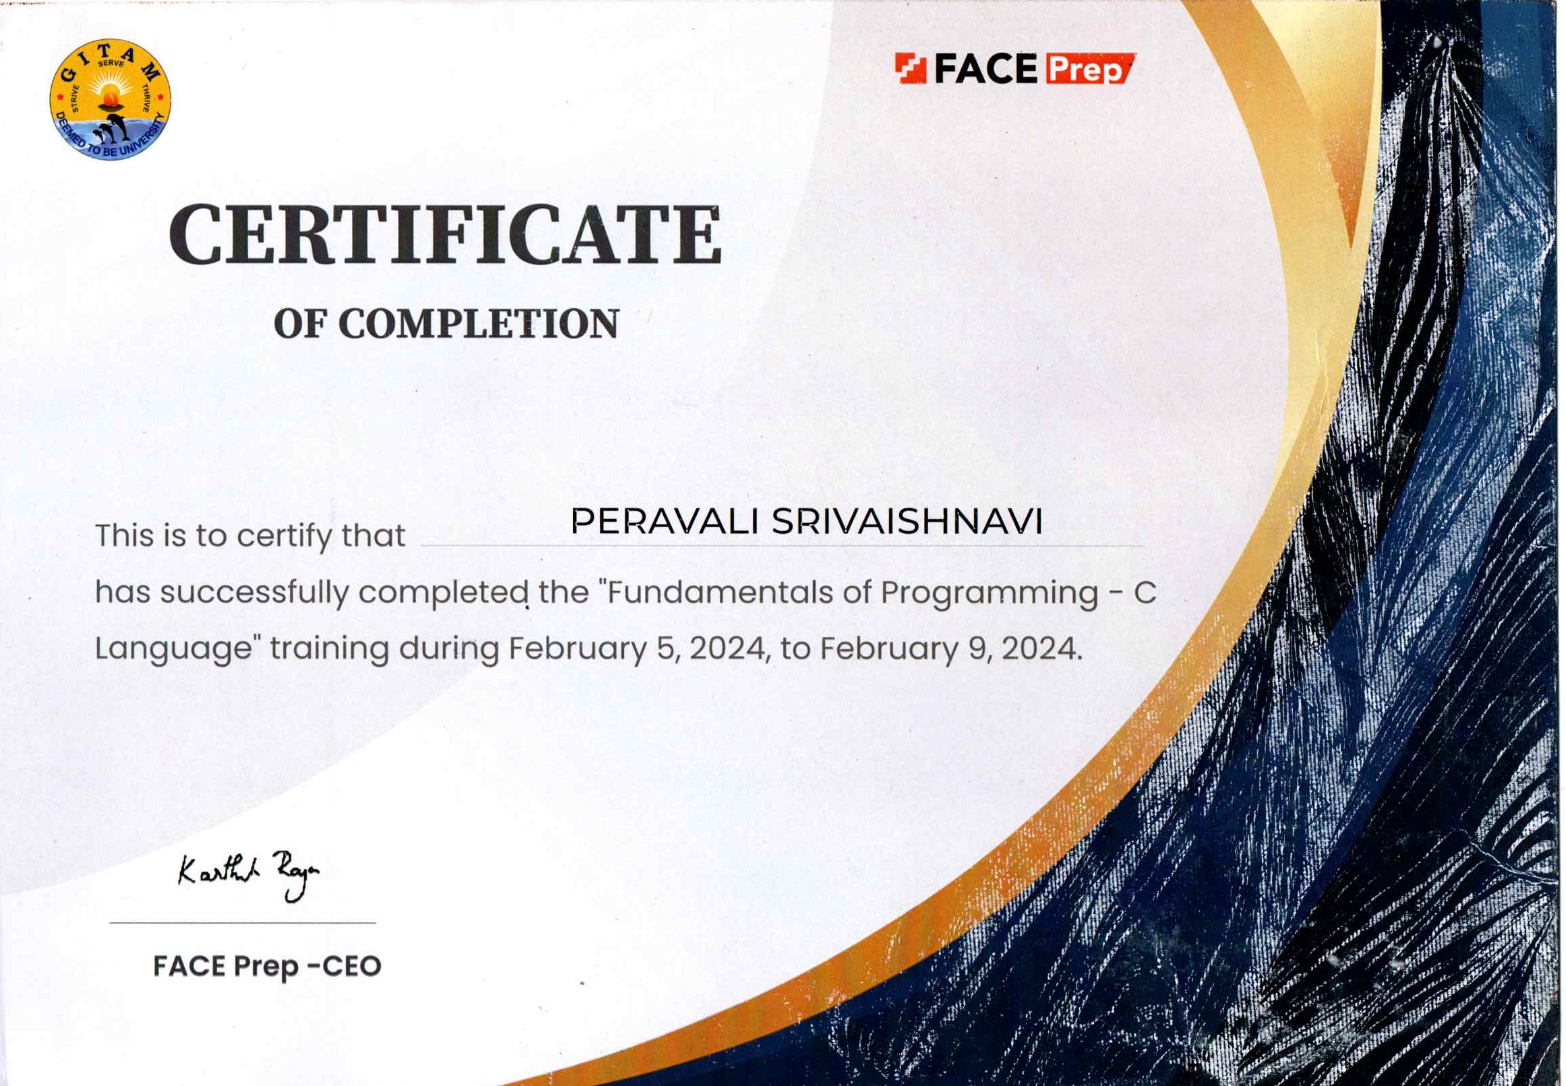 GITAM
SERVE
STRIVE
THRIVE
DEEMED TO BE UNIVERSITY
FACE Prep
CERTIFICATE
OF COMPLETION
This is to certify that PERAVALI SRIVAISHNAVI
has successfully completed the "Fundamentals of Programming - C
Language" training during February 5, 2024, to February 9, 2024.
Karthik Raja
FACE Prep -CEO